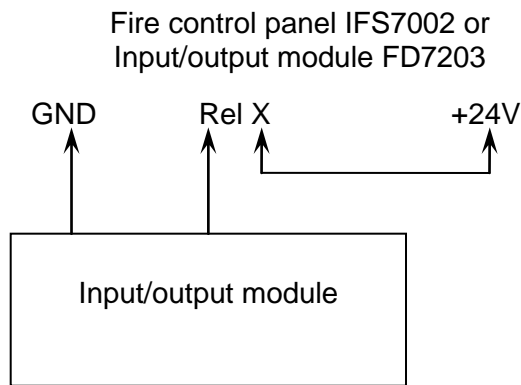 Fire control panel IFS7002 or
Input/output module FD7203
GND Rel X +24V
Input/output module